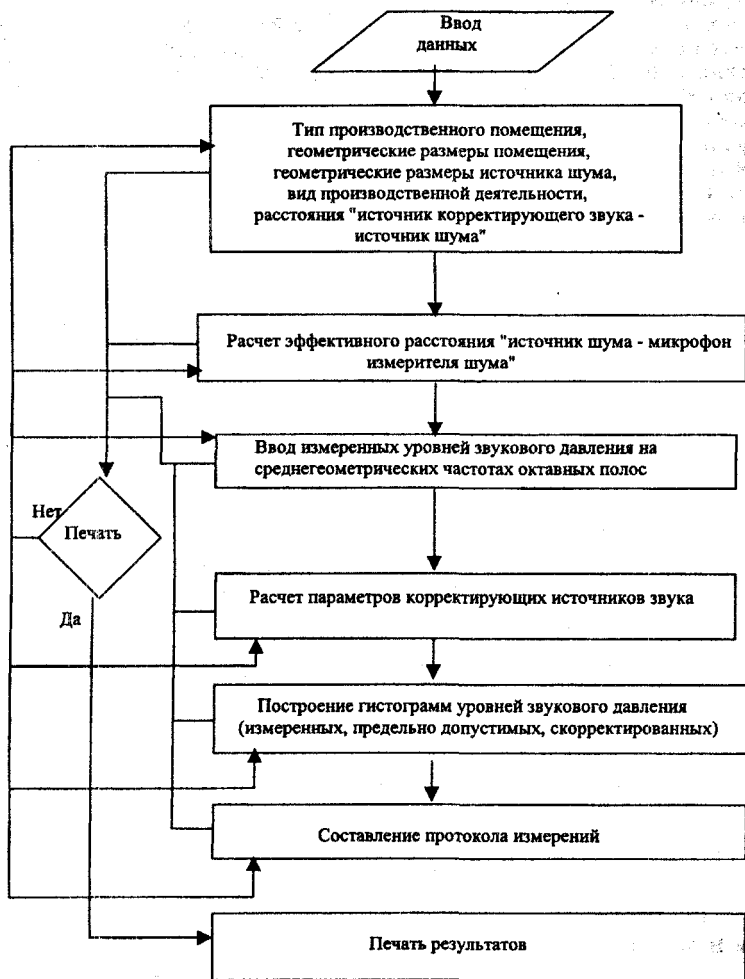 Ввод
данных
Тип производственного помещения,
геометрические размеры помещения,
геометрические размеры источника шума,
вид производственной деятельности,
расстояния "источник корректирующего звука -
источник шума"
Расчет эффективного расстояния "источник шума - микрофон
измерителя шума"
Ввод измеренных уровней звукового давления на
среднегеометрических частотах октавных полос
Нет
Печать
Да
Расчет параметров корректирующих источников звука
Построение гистограмм уровней звукового давления
(измеренных, предельно допустимых, скорректированных)
Составление протокола измерений
Печать результатов